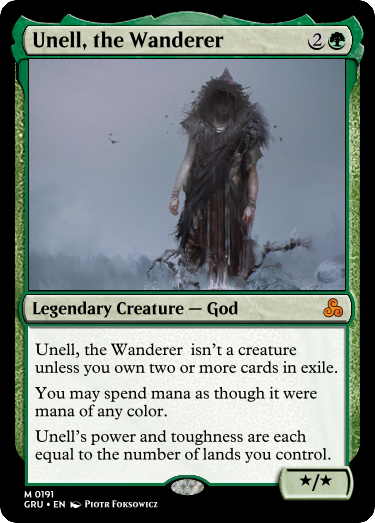 Unell, the Wanderer 2
Legendary Creature — God
Unell, the Wanderer isn't a creature
unless you own two or more cards in exile.
You may spend mana as though it were
mana of any color.
Unell's power and toughness are each
equal to the number of lands you control.
★/★
M 0191
GRU • EN Piotr Foksowicz